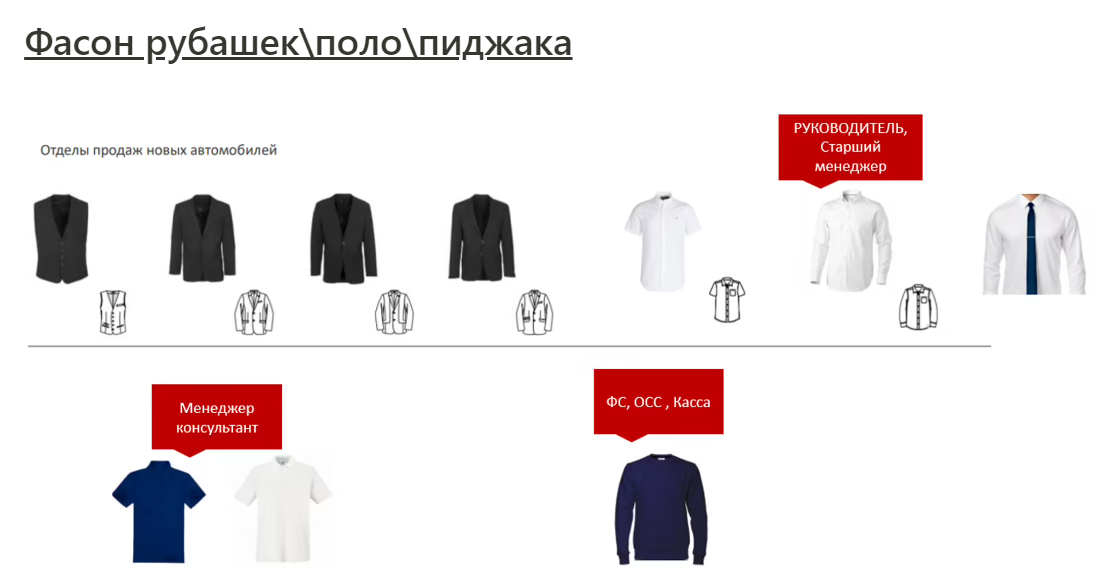 Фасон рубашек\поло\пиджака
РУКОВОДИТЕЛЬ,
Старший
менеджер
Отделы продаж новых автомобилей
Менеджер
консультант
ФС, ОСС , Касса